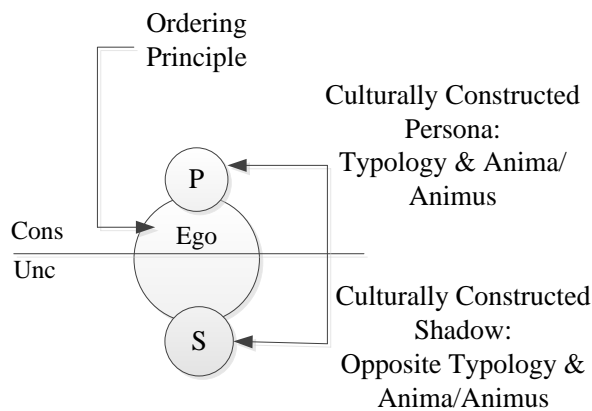 Ordering
Principle
Culturally Constructed
Persona:
Typology & Anima/
Animus
P
Ego
Cons
Unc
S
Culturally Constructed
Shadow:
Opposite Typology &
Anima/Animus